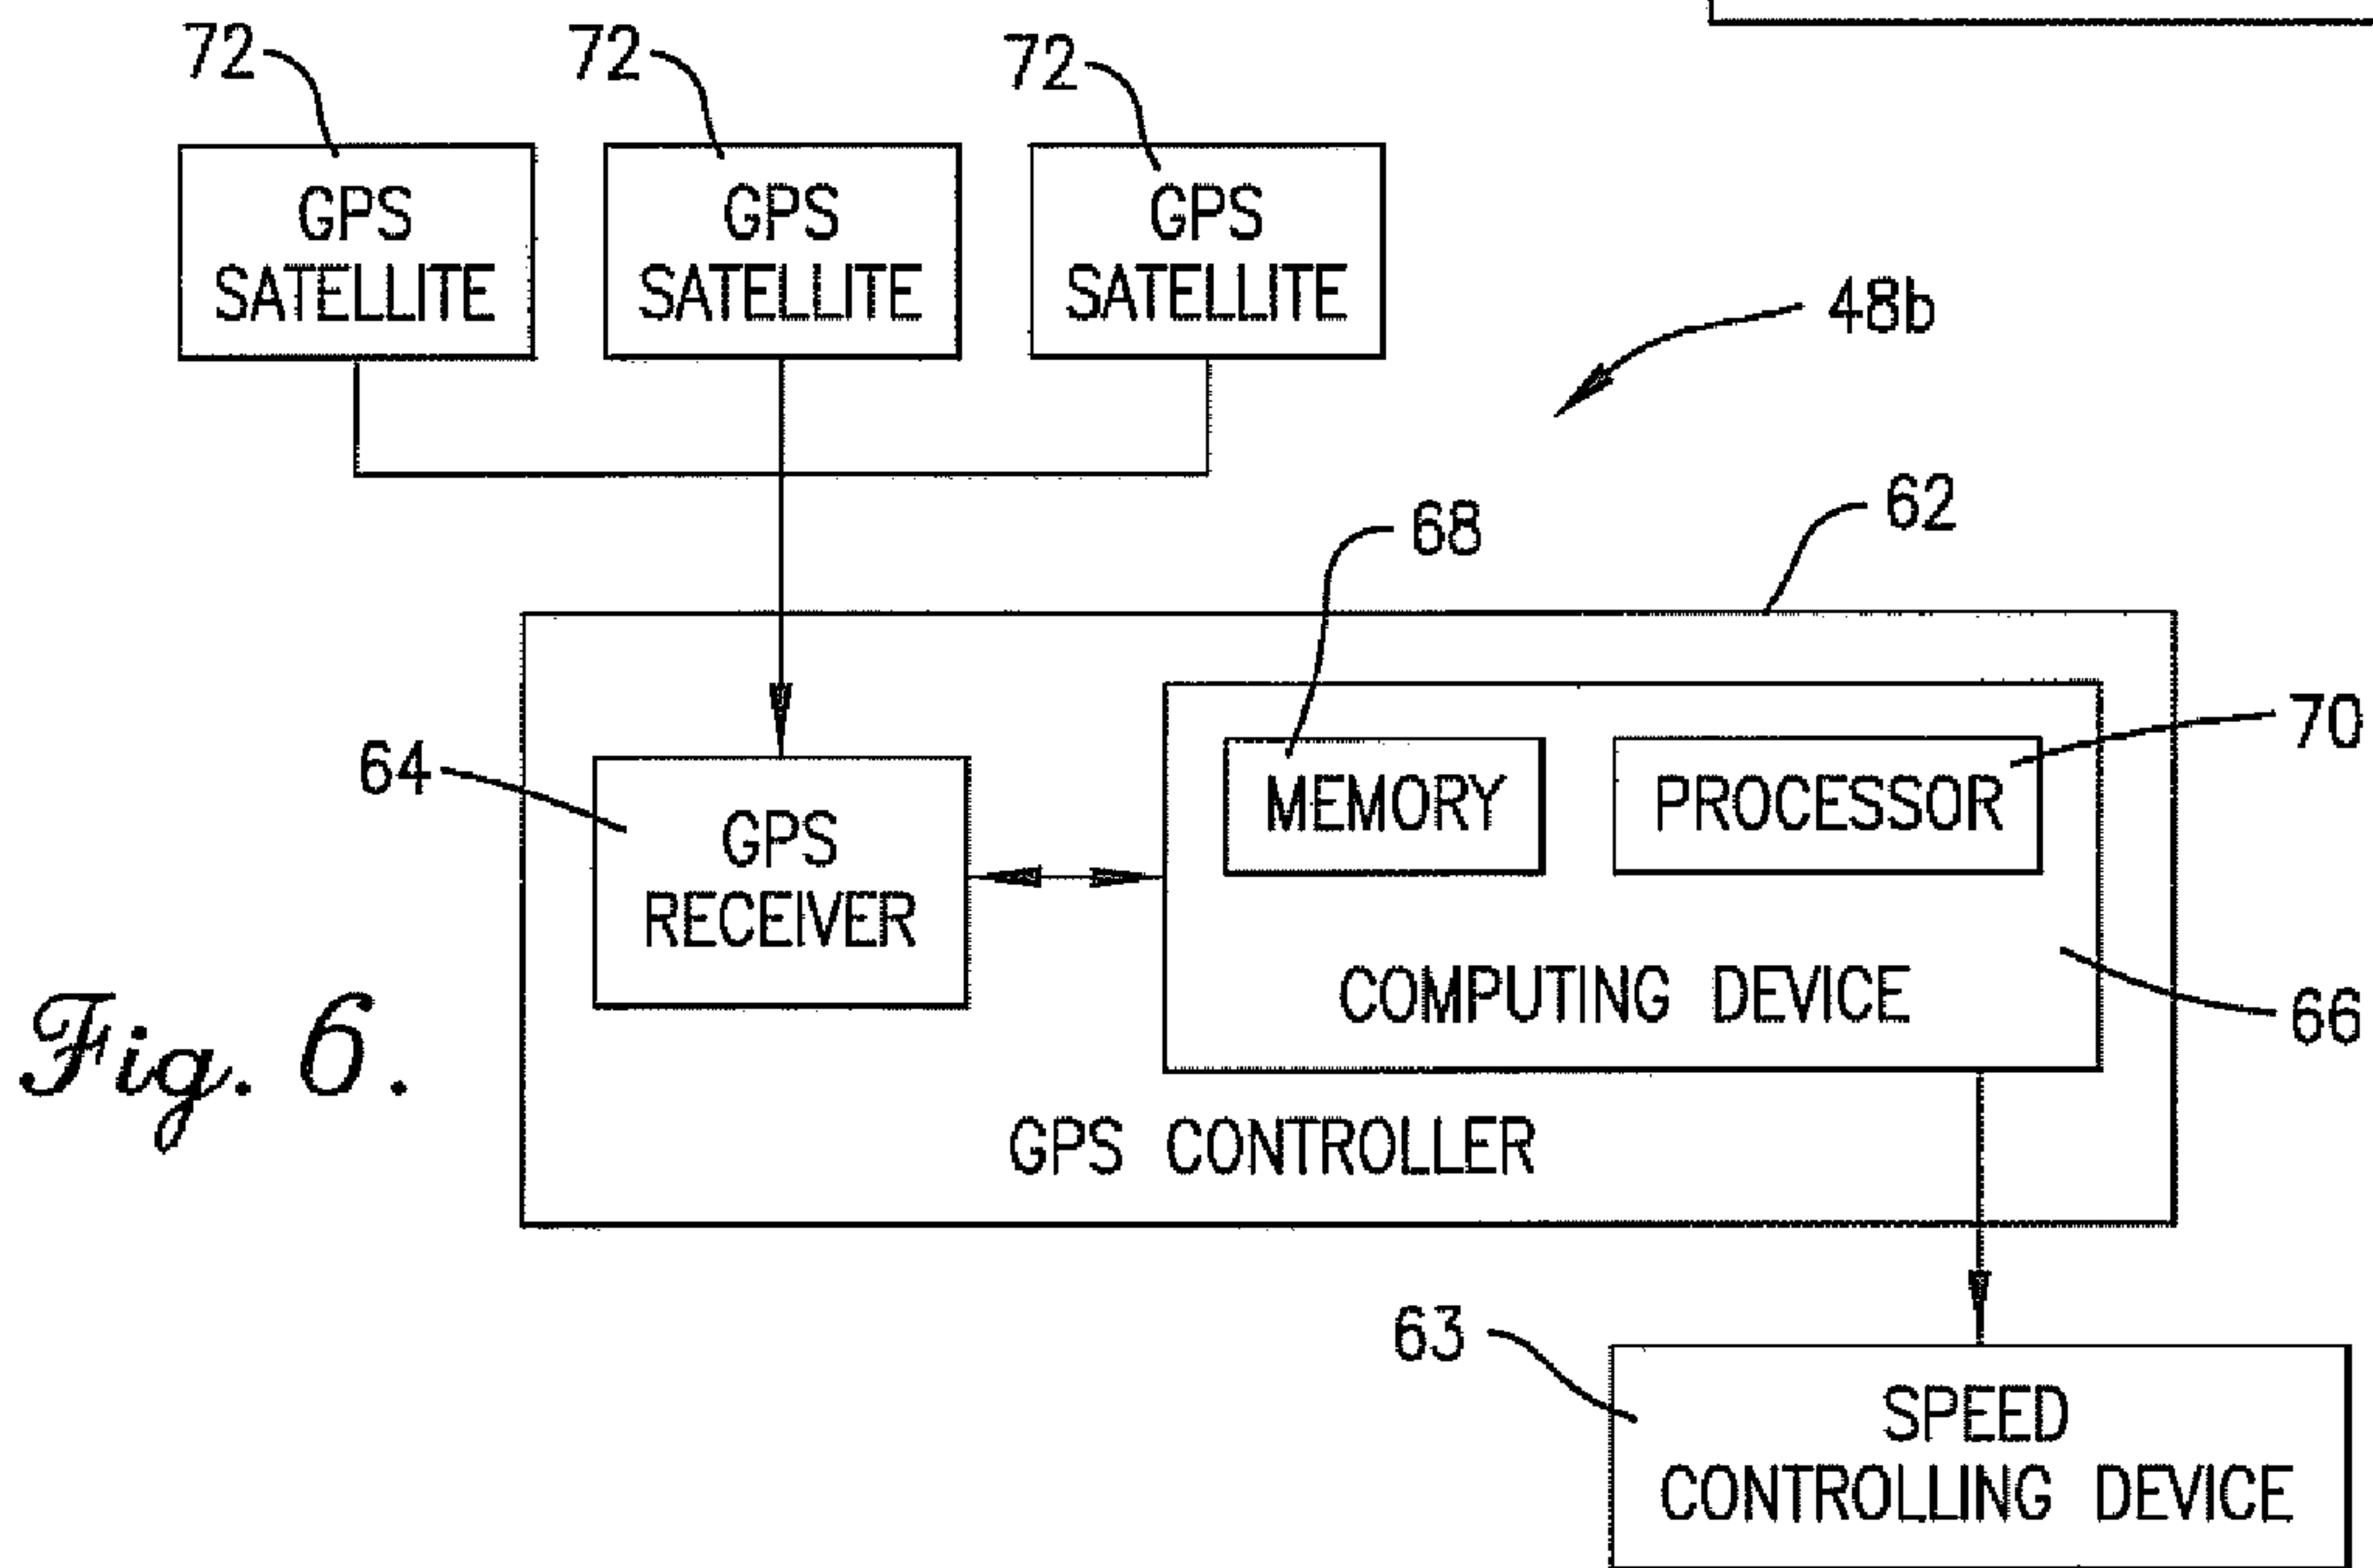 72 72 72
GPS SATELLITE
GPS SATELLITE
GPS SATELLITE
48b
62
68
64
70
GPS
RECEIVER
MEMORY
PROCESSOR
COMPUTING DEVICE
66
GPS CONTROLLER
Fig. 6.
63
SPEED
CONTROLLING DEVICE